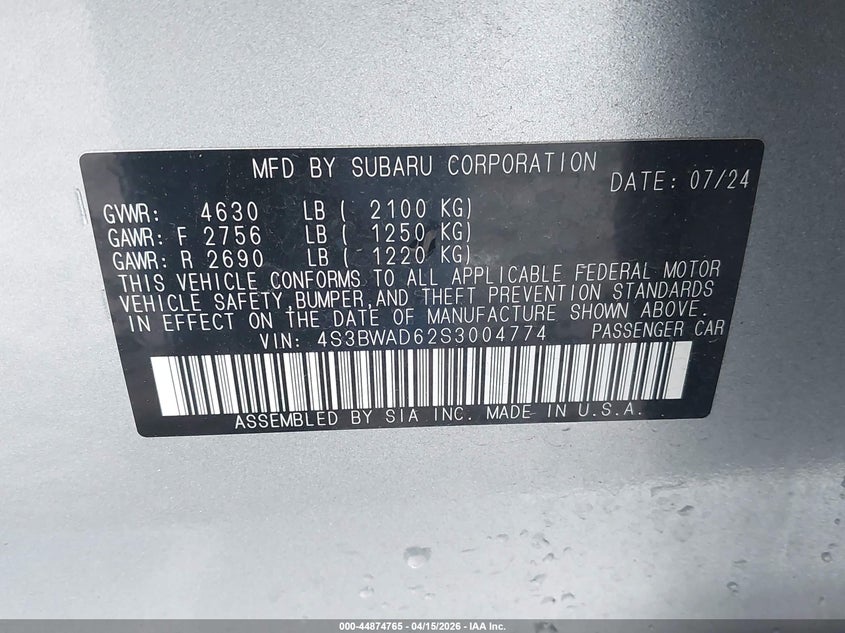 MFD BY SUBARU CORPORATION
DATE: 07/24
GVWR: 4630 LB ( 2100 KG)
GAWR: F 2756 LB ( 1250 KG)
GAWR: R 2690 LB ( 1220 KG)
THIS VEHICLE CONFORMS TO ALL APPLICABLE FEDERAL MOTOR
VEHICLE SAFETY,BUMPER,AND THEFT PREVENTION STANDARDS
IN EFFECT ON THE DATE OF MANUFACTURE SHOWN ABOVE.
VIN: 4S3BWAD62S3004774 PASSENGER CAR
ASSEMBLED BY SIA INC. MADE IN U.S.A.
000-44874765 - 04/15/2026 - IAA Inc.